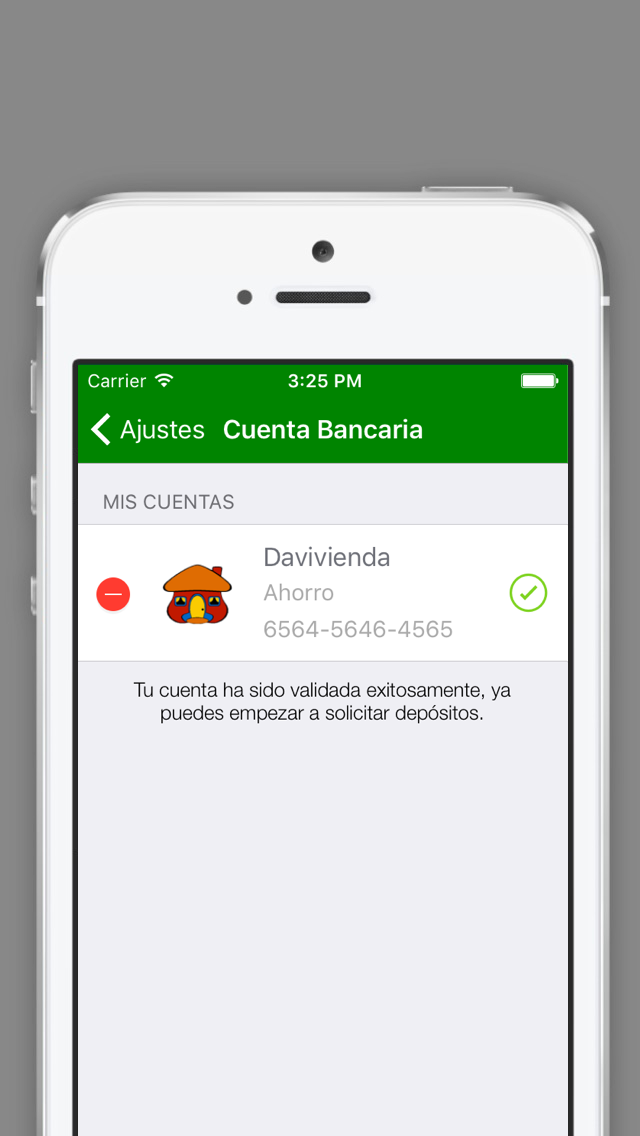 Carrier 3:25 PM
Ajustes Cuenta Bancaria
MIS CUENTAS
Davivienda
Ahorro
6564-5646-4565
Tu cuenta ha sido validada exitosamente, ya
puedes empezar a solicitar depósitos.